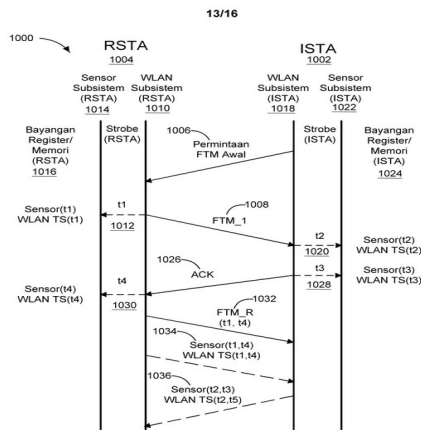 13/16
1000
RSTA
1004
ISTA
1002
Sensor
Subsistem
(RSTA)
1014
WLAN
Subsistem
(RSTA)
1010
WLAN
Subsistem
(ISTA)
1018
Sensor
Subsistem
(ISTA)
1022
Bayangan
Register/
Memori
(RSTA)
1016
Strobe
(RSTA)
1006
Permintaan
FTM Awal
Strobe
(ISTA)
Bayangan
Register/
Memori
(ISTA)
1024
Sensor(t1)
WLAN TS(t1)
t1
1012
1008
FTM_1
t2
1020
Sensor(t2)
WLAN TS(t2)
1026
ACK
t3
1028
Sensor(t3)
WLAN TS(t3)
Sensor(t4)
WLAN TS(t4)
t4
1030
1032
FTM_R
(t1, t4)
1034
Sensor(t1,t4)
WLAN TS(t1,t4)
1036
Sensor(t2,t3)
WLAN TS(t2,t5)